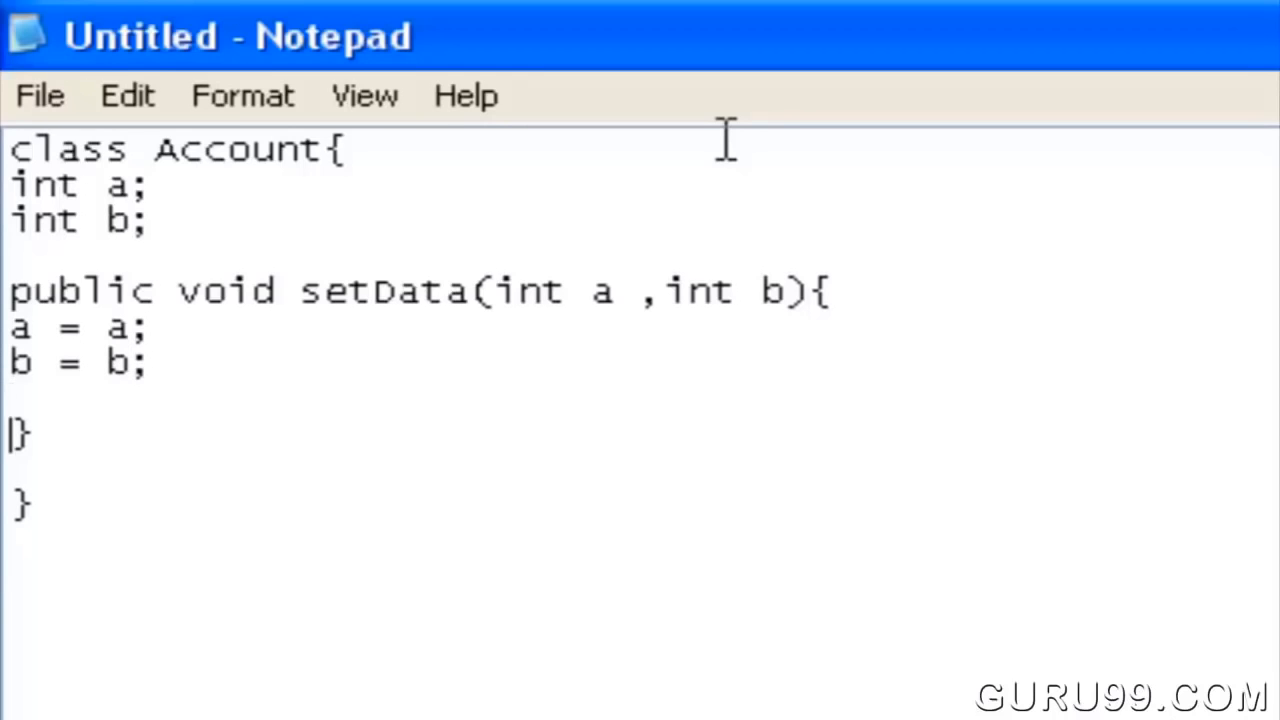 Untitled - Notepad
File Edit Format View Help
class Account{
int a;
int b;
public void setData(int a ,int b){
a = a;
b = b;
}
}
GURU99.COM